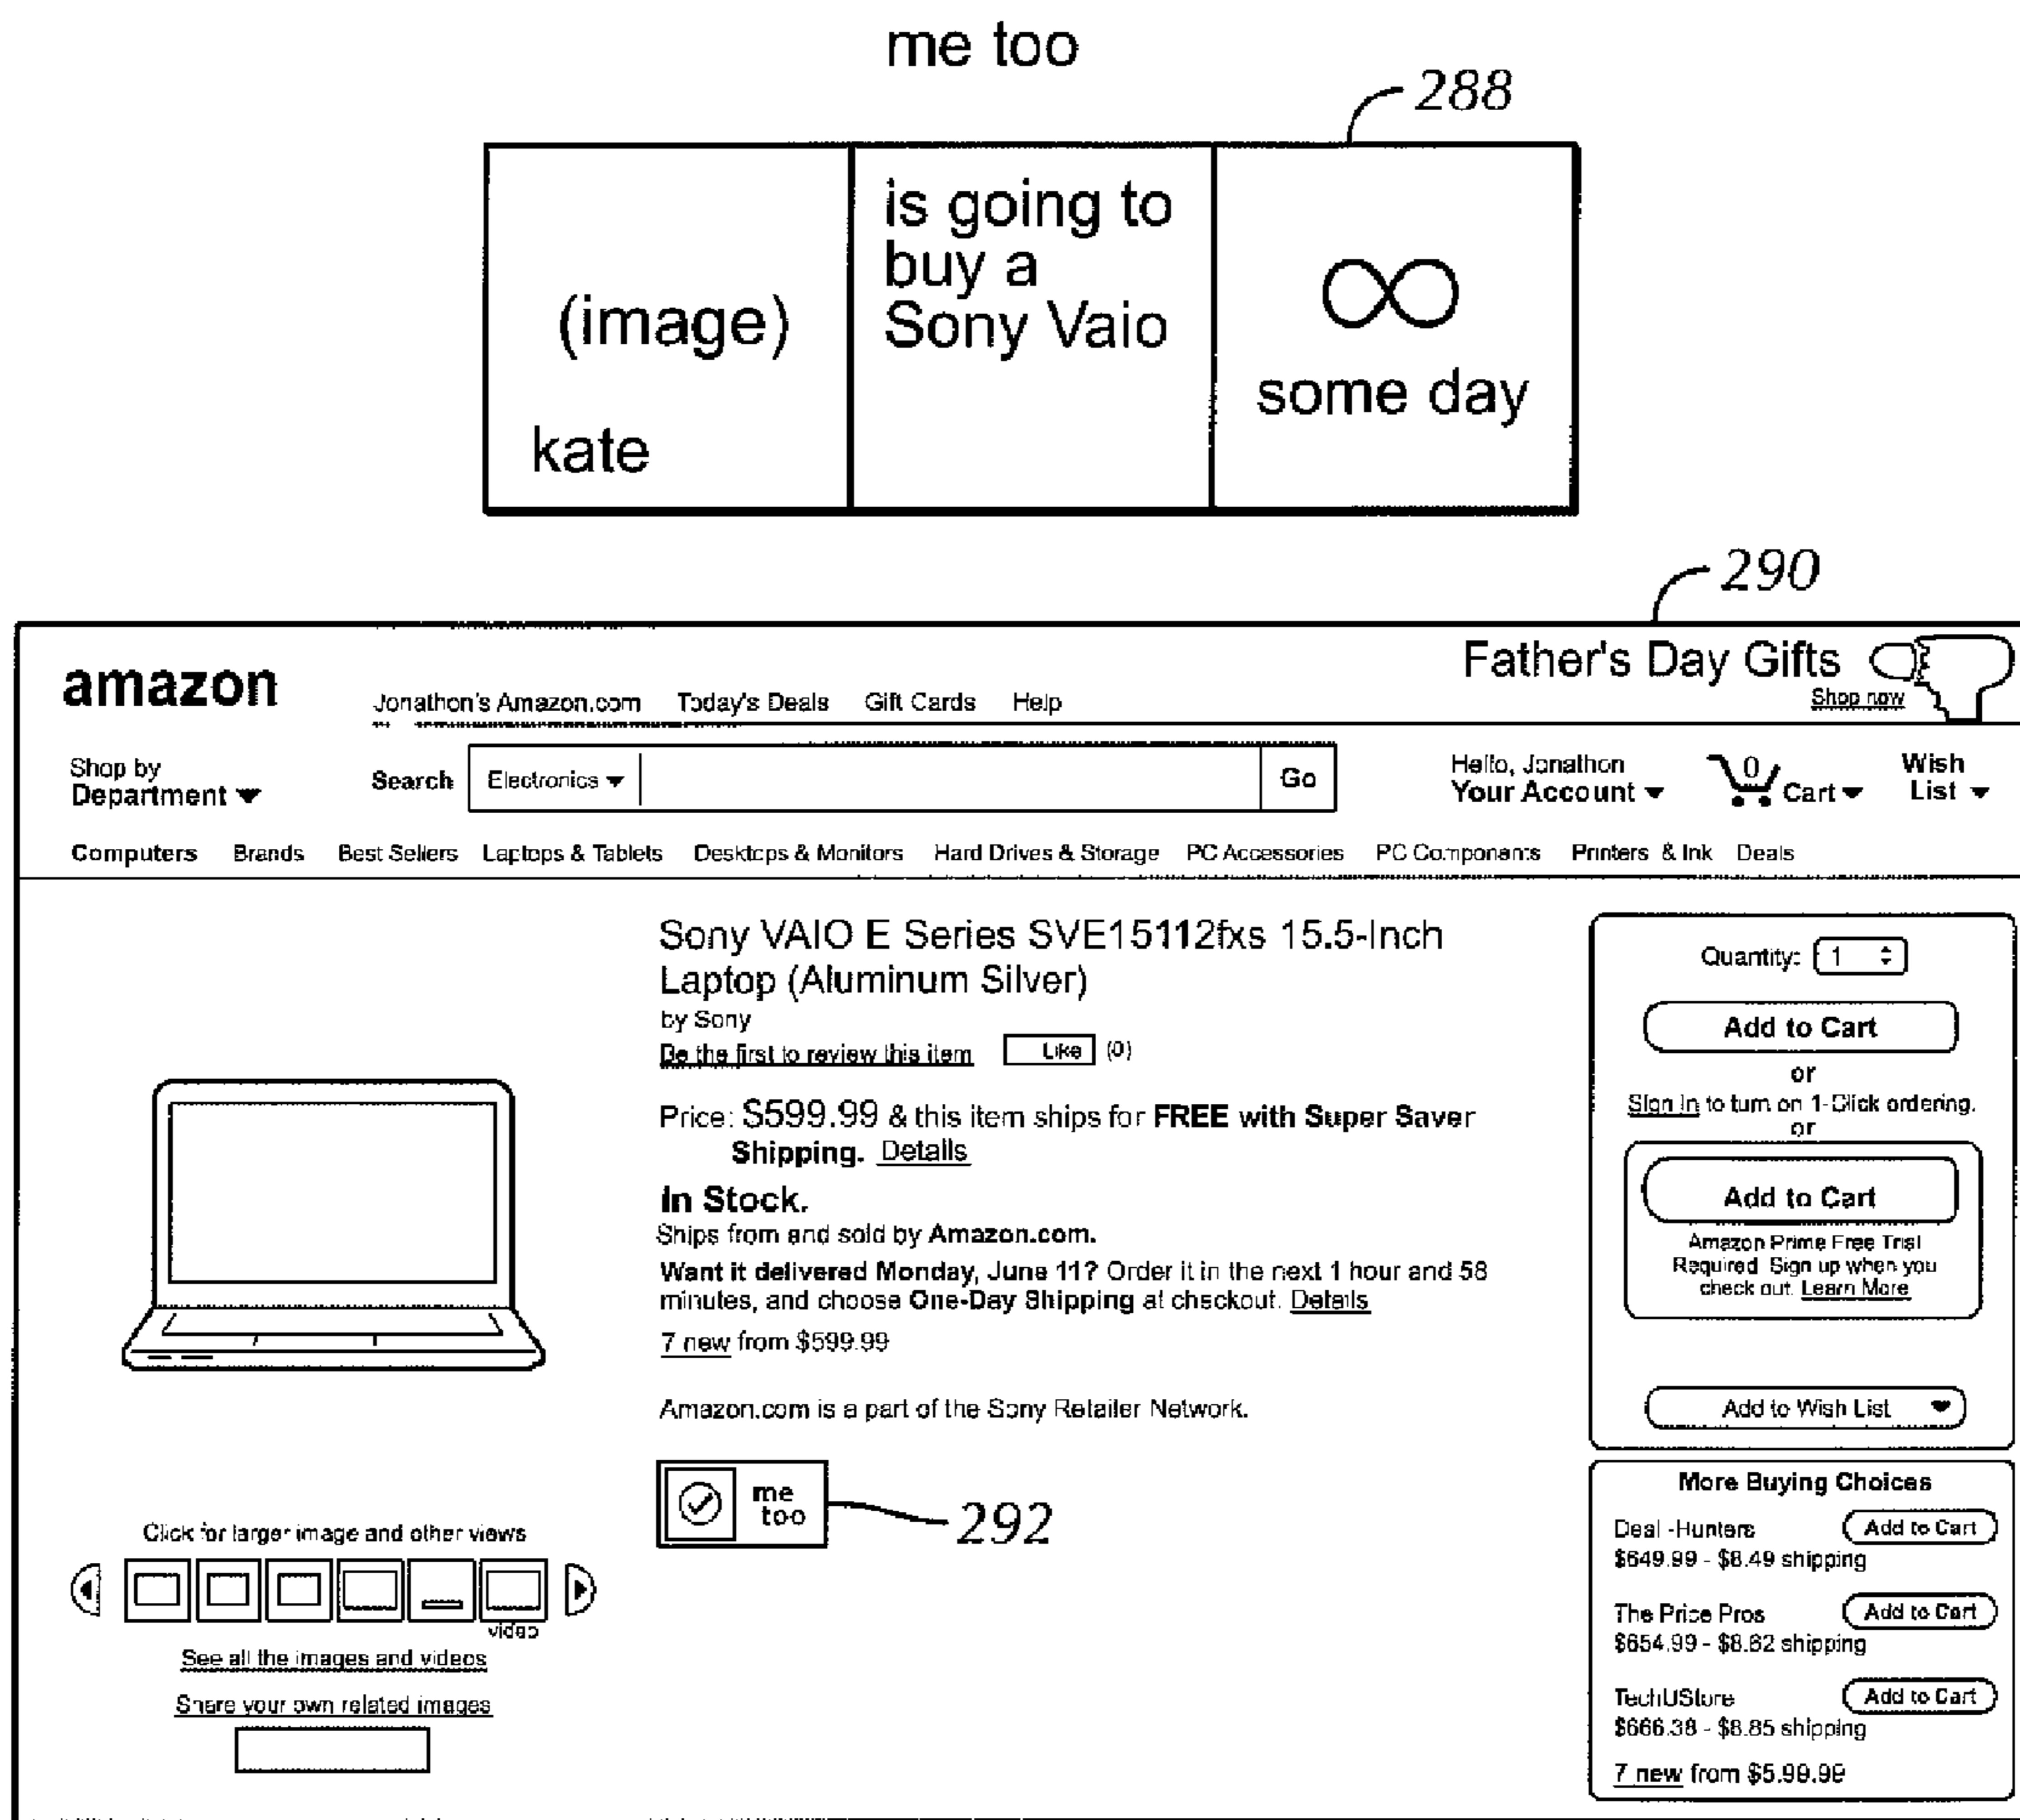 me too
288
is going to
buy a
Sony Vaio
(image)
kate
∞
some day
290
amazon
Jonathon's Amazon.com Today's Deals Gift Cards Help
Father's Day Gifts
Shop now
Shop by
Department
Search Electronics Go
Hello, Jonathon
Your Account
0
Cart
Wish
List
Computers Brands Best Sellers Laptops & Tablets Desktops & Monitors Hard Drives & Storage PC Accessories PC Components Printers & Ink Deals
Sony VAIO E Series SVE15112fxs 15.5-Inch
Laptop (Aluminum Silver)
by Sony
Be the first to review this item Like (0)
Price: $599.99 & this item ships for FREE with Super Saver
Shipping. Details
In Stock.
Ships from and sold by Amazon.com.
Want it delivered Monday, June 11? Order it in the next 1 hour and 58
minutes, and choose One-Day Shipping at checkout. Details
7 new from $599.99
Amazon.com is a part of the Sony Retailer Network.
me
too
292
Click for larger image and other views
video
See all the images and videos
Share your own related images
Quantity: 1
Add to Cart
or
Sign in to turn on 1-Click ordering.
or
Add to Cart
Amazon Prime Free Trial
Required. Sign up when you
check out. Learn More
Add to Wish List
More Buying Choices
Deal -Hunters Add to Cart
$649.99 - $8.49 shipping
The Price Pros Add to Cart
$654.99 - $8.62 shipping
TechUStore Add to Cart
$666.38 - $8.85 shipping
7 new from $5.99.99